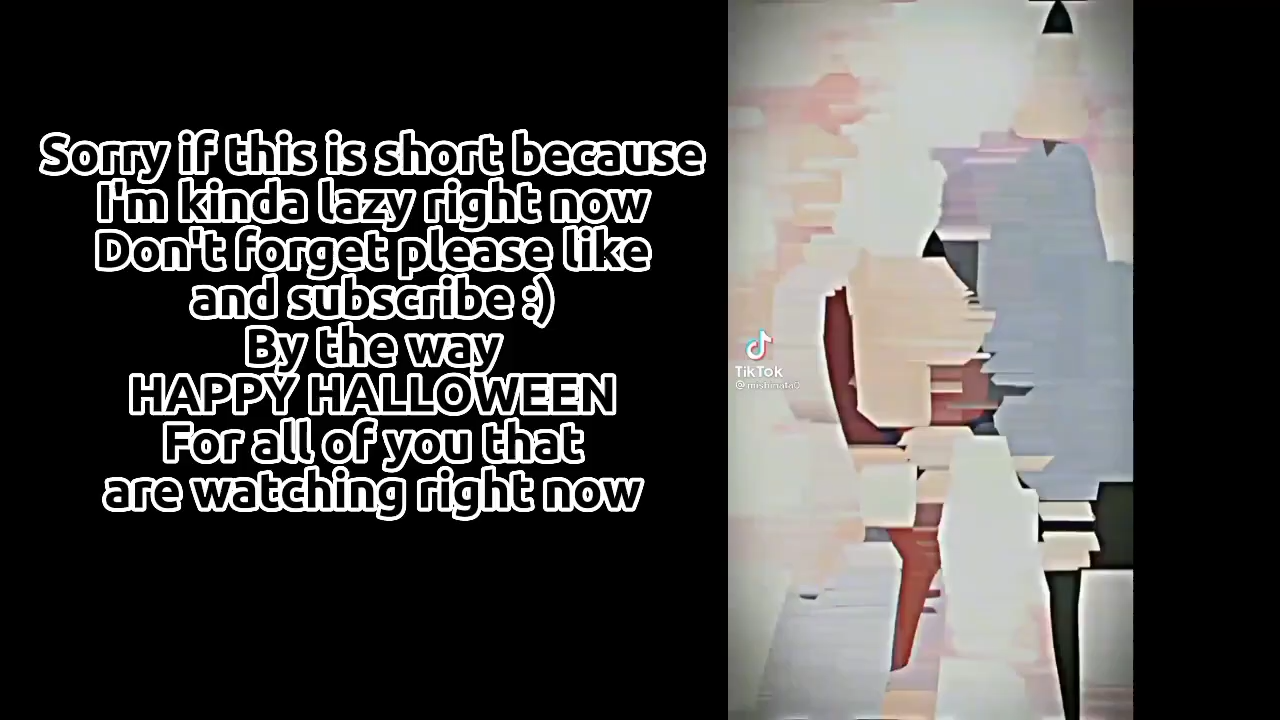 Sorry if this is short because
I'm kinda lazy right now
Don't forget please like
and subscribe :)
By the way
HAPPY HALLOWEEN
For all of you that
are watching right now
TikTok